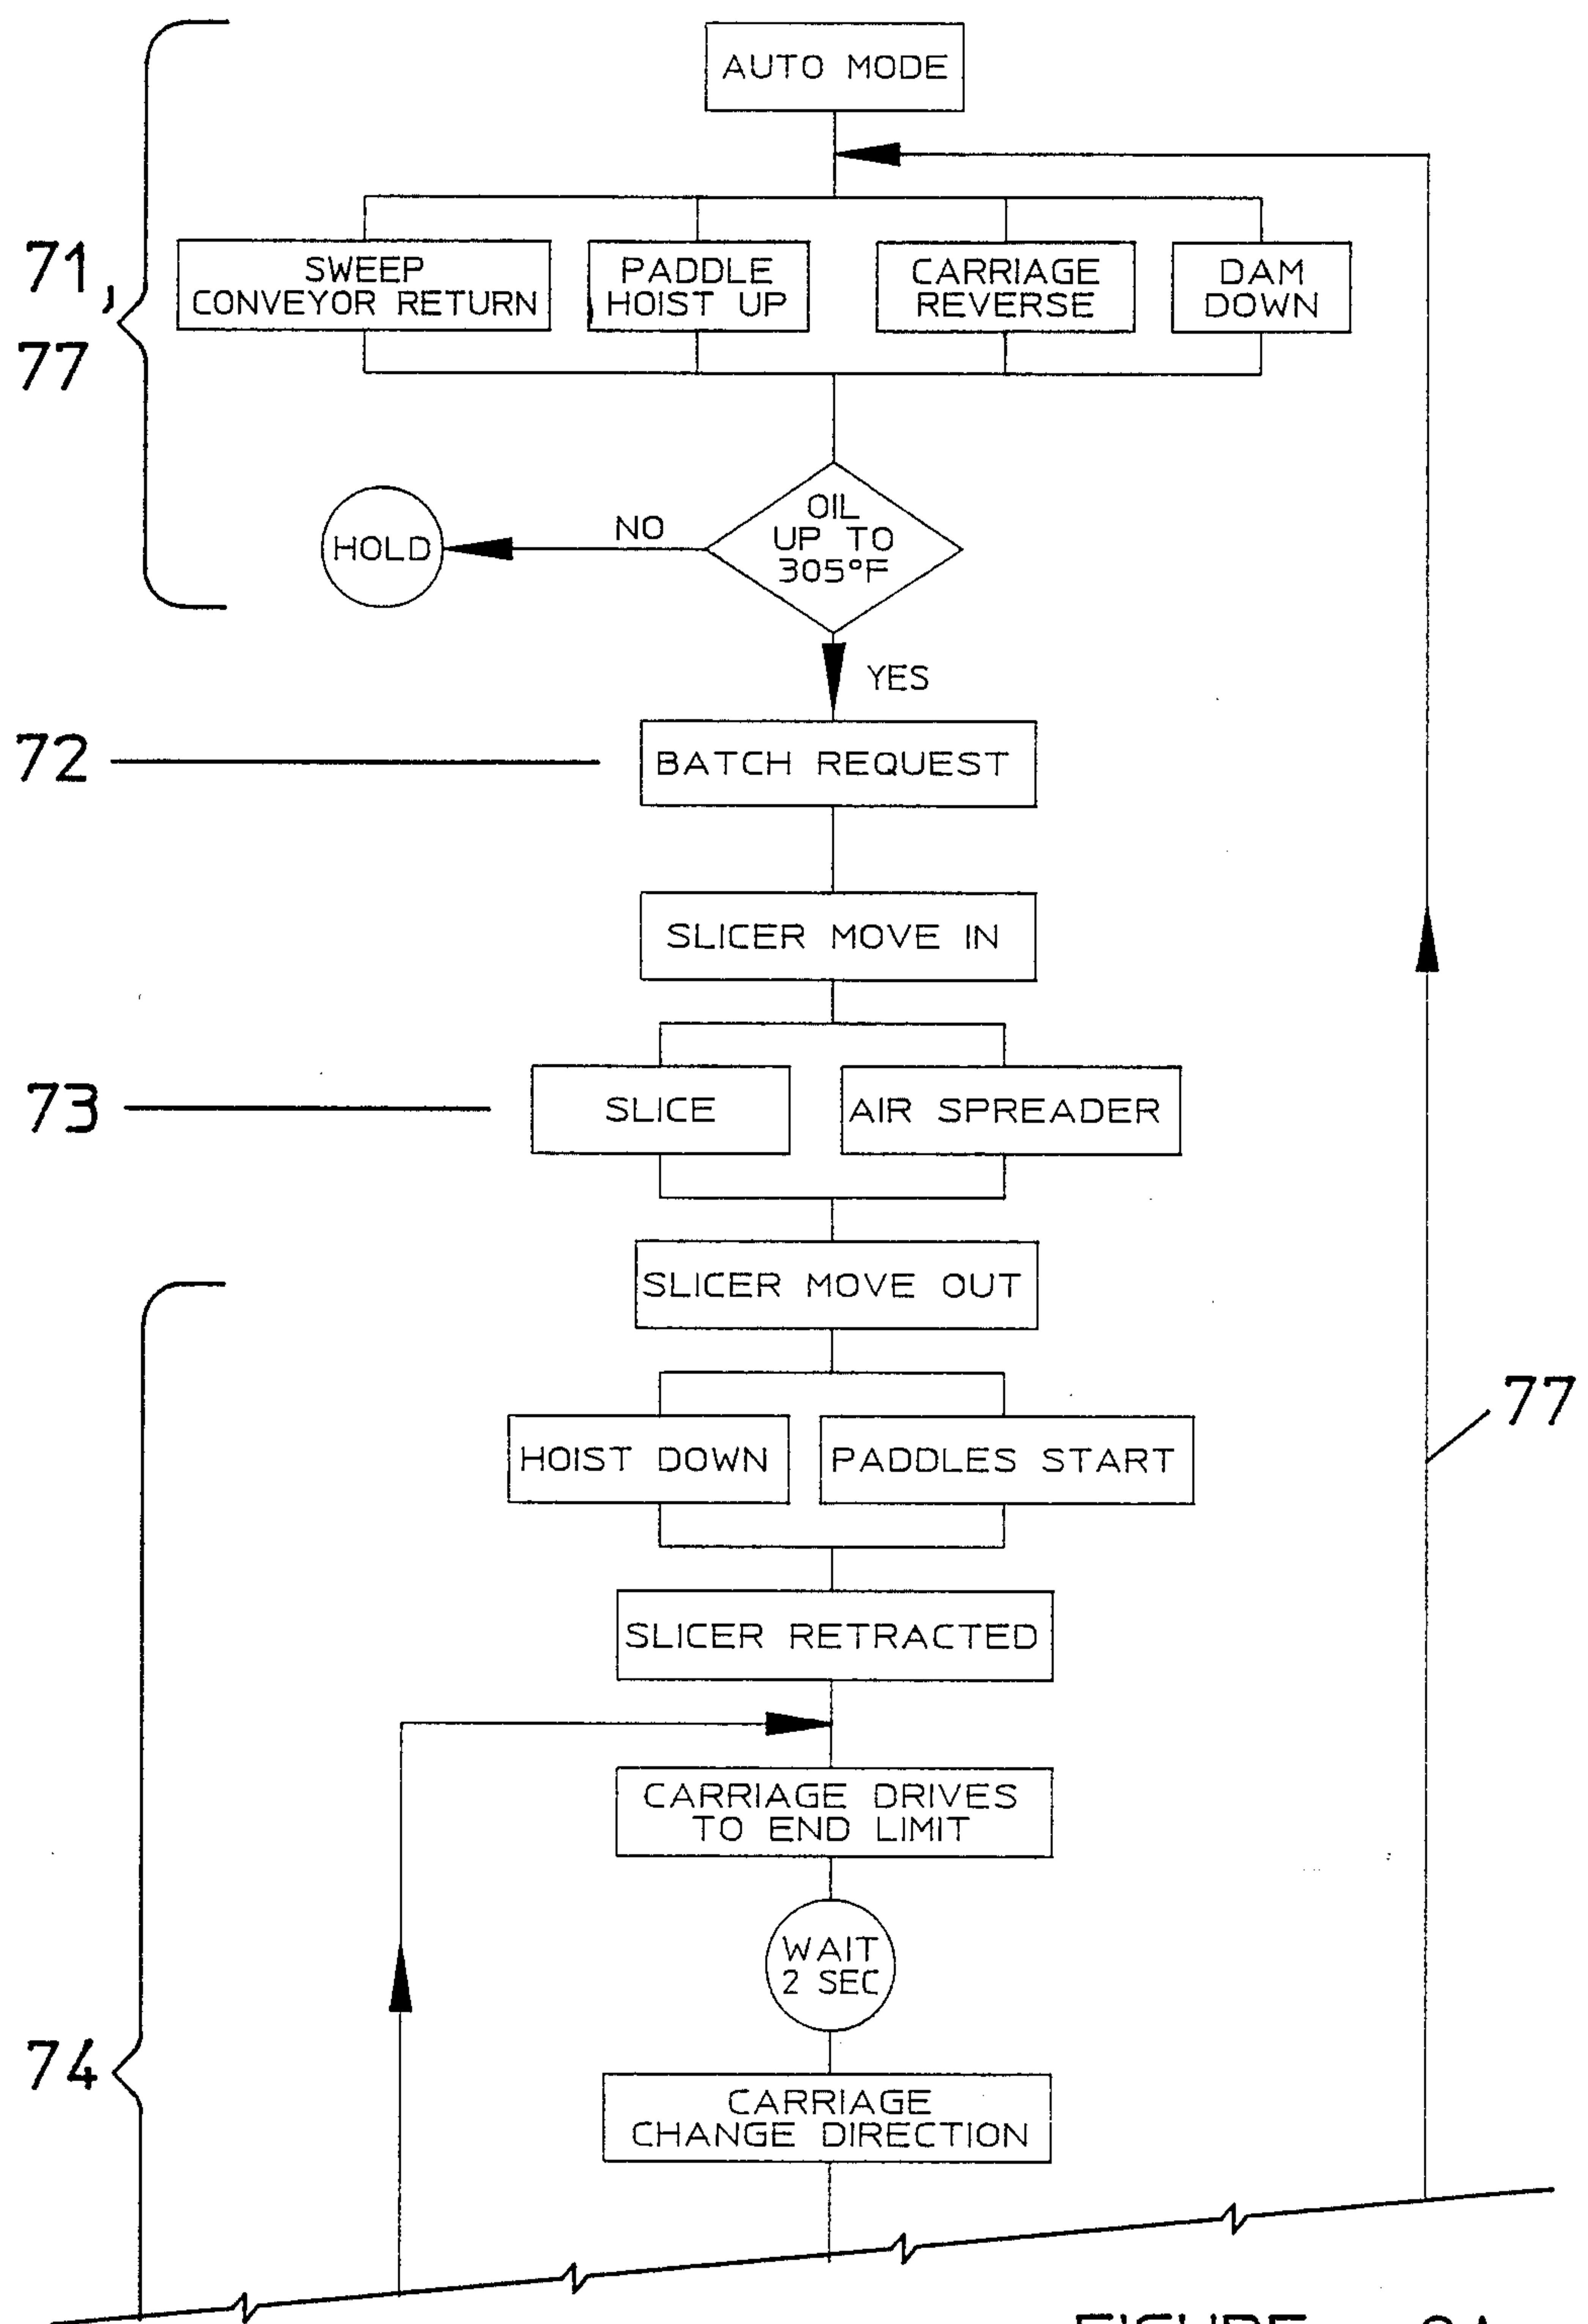 AUTO MODE
71,
77
SWEEP
CONVEYOR RETURN
PADDLE
HOIST UP
CARRIAGE
REVERSE
DAM
DOWN
HOLD
NO
OIL
UP TO
305°F
YES
72
BATCH REQUEST
SLICER MOVE IN
73
SLICE
AIR SPREADER
SLICER MOVE OUT
77
HOIST DOWN
PADDLES START
SLICER RETRACTED
CARRIAGE DRIVES
TO END LIMIT
WAIT
2 SEC
74
CARRIAGE
CHANGE DIRECTION